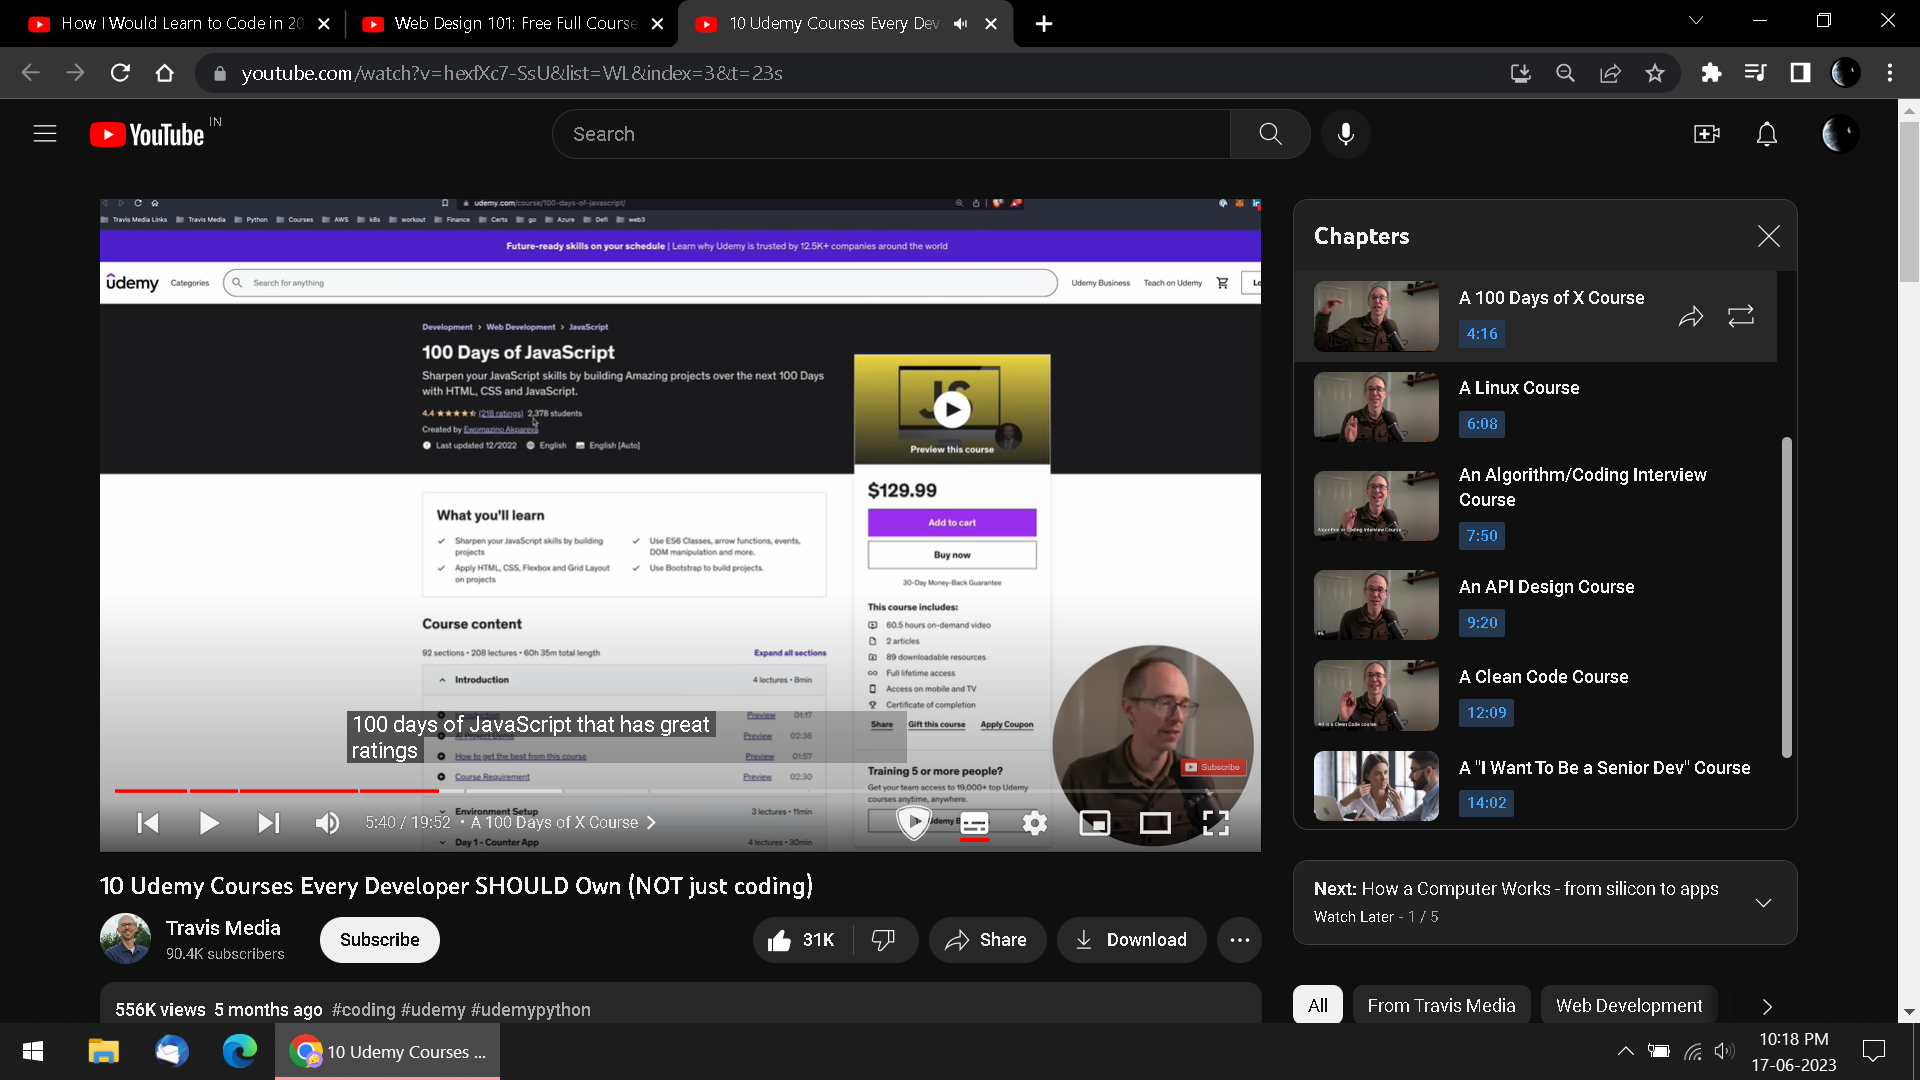 How I Would Learn to Code in 20
Web Design 101: Free Full Course
10 Udemy Courses Every Dev
youtube.com/watch?v=hexfXc7-SsU&list=WL&index=3&t=23s
YouTube IN
Search
udemy.com/course/100-days-of-javascript/
Travis Media Links Travis Media Python Courses AWS k8s workout Finance Certs go Azure Defi web3
Future-ready skills on your schedule | Learn why Udemy is trusted by 12.5K+ companies around the world
udemy Categories Search for anything Udemy Business Teach on Udemy Lo
Development > Web Development > JavaScript
100 Days of JavaScript
Sharpen your JavaScript skills by building Amazing projects over the next 100 Days
with HTML, CSS and JavaScript.
4.4 (218 ratings) 2,378 students
Created by Ewomazino Akpareva
Last updated 12/2022 English English [Auto]
JS
Preview this course
$129.99
Add to cart
Buy now
30-Day Money-Back Guarantee
This course includes:
60.5 hours on-demand video
2 articles
89 downloadable resources
Full lifetime access
Access on mobile and TV
Certificate of completion
Share Gift this course Apply Coupon
Training 5 or more people?
Get your team access to 19,000+ top Udemy
courses anytime, anywhere.
What you'll learn
Sharpen your JavaScript skills by building
projects
Use ES6 Classes, arrow functions, events,
DOM manipulation and more.
Apply HTML, CSS, Flexbox and Grid Layout
on projects
Use Bootstrap to build projects.
Course content
92 sections • 208 lectures • 60h 35m total length Expand all sections
Introduction 4 lectures • 8min
Preview 01:17
Preview 02:36
How to get the best from this course Preview 01:57
Course Requirement Preview 02:30
Environment Setup 3 lectures • 11min
Day 1 - Counter App 4 lectures • 30min
100 days of JavaScript that has great
ratings
Subscribe
5:40 / 19:52 • A 100 Days of X Course >
10 Udemy Courses Every Developer SHOULD Own (NOT just coding)
Travis Media
90.4K subscribers
Subscribe
31K
Share
Download
556K views 5 months ago #coding #udemy #udemypython
Chapters
A 100 Days of X Course
4:16
A Linux Course
6:08
An Algorithm/Coding Interview
Course
7:50
An API Design Course
9:20
A Clean Code Course
12:09
A "I Want To Be a Senior Dev" Course
14:02
Next: How a Computer Works - from silicon to apps
Watch Later - 1 / 5
All From Travis Media Web Development
10 Udemy Courses ...
10:18 PM
17-06-2023